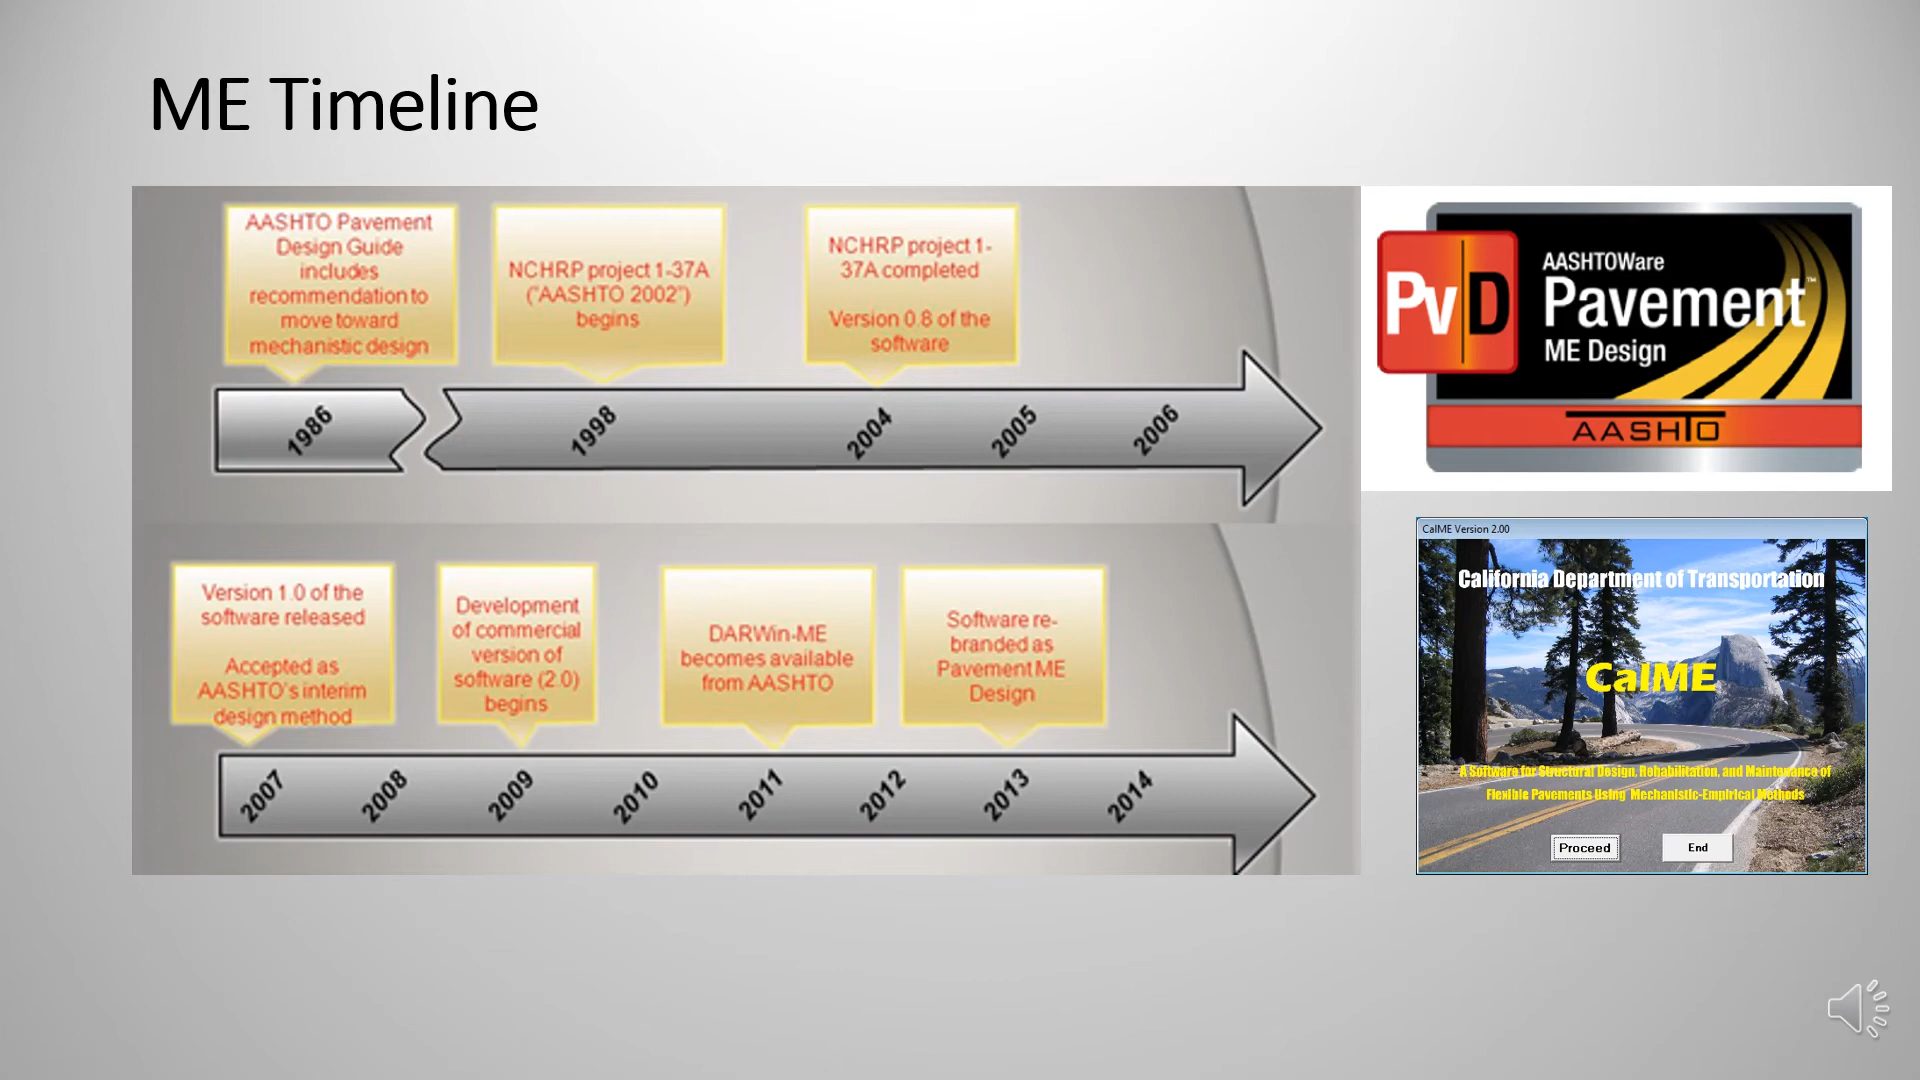 ME Timeline
AASHTO Pavement
Design Guide
includes
recommendation to
move toward
mechanistic design
NCHRP project 1-37A
("AASHTO 2002")
begins
NCHRP project 1-
37A completed
Version 0.8 of the
software
1986
1998
2004
2005
2006
Version 1.0 of the
software released
Accepted as
AASHTO's interim
design method
Development
of commercial
version of
software (2.0)
begins
DARWin-ME
becomes available
from AASHTO
Software re-
branded as
Pavement ME
Design
2007
2008
2009
2010
2011
2012
2013
2014
PvD
AASHTOWare
Pavement™
ME Design
AASHTO
CalME Version 2.00
California Department of Transportation
CalME
A Software for Structural Design, Rehabilitation, and Maintenance of
Flexible Pavements Using Mechanistic-Empirical Methods
Proceed
End